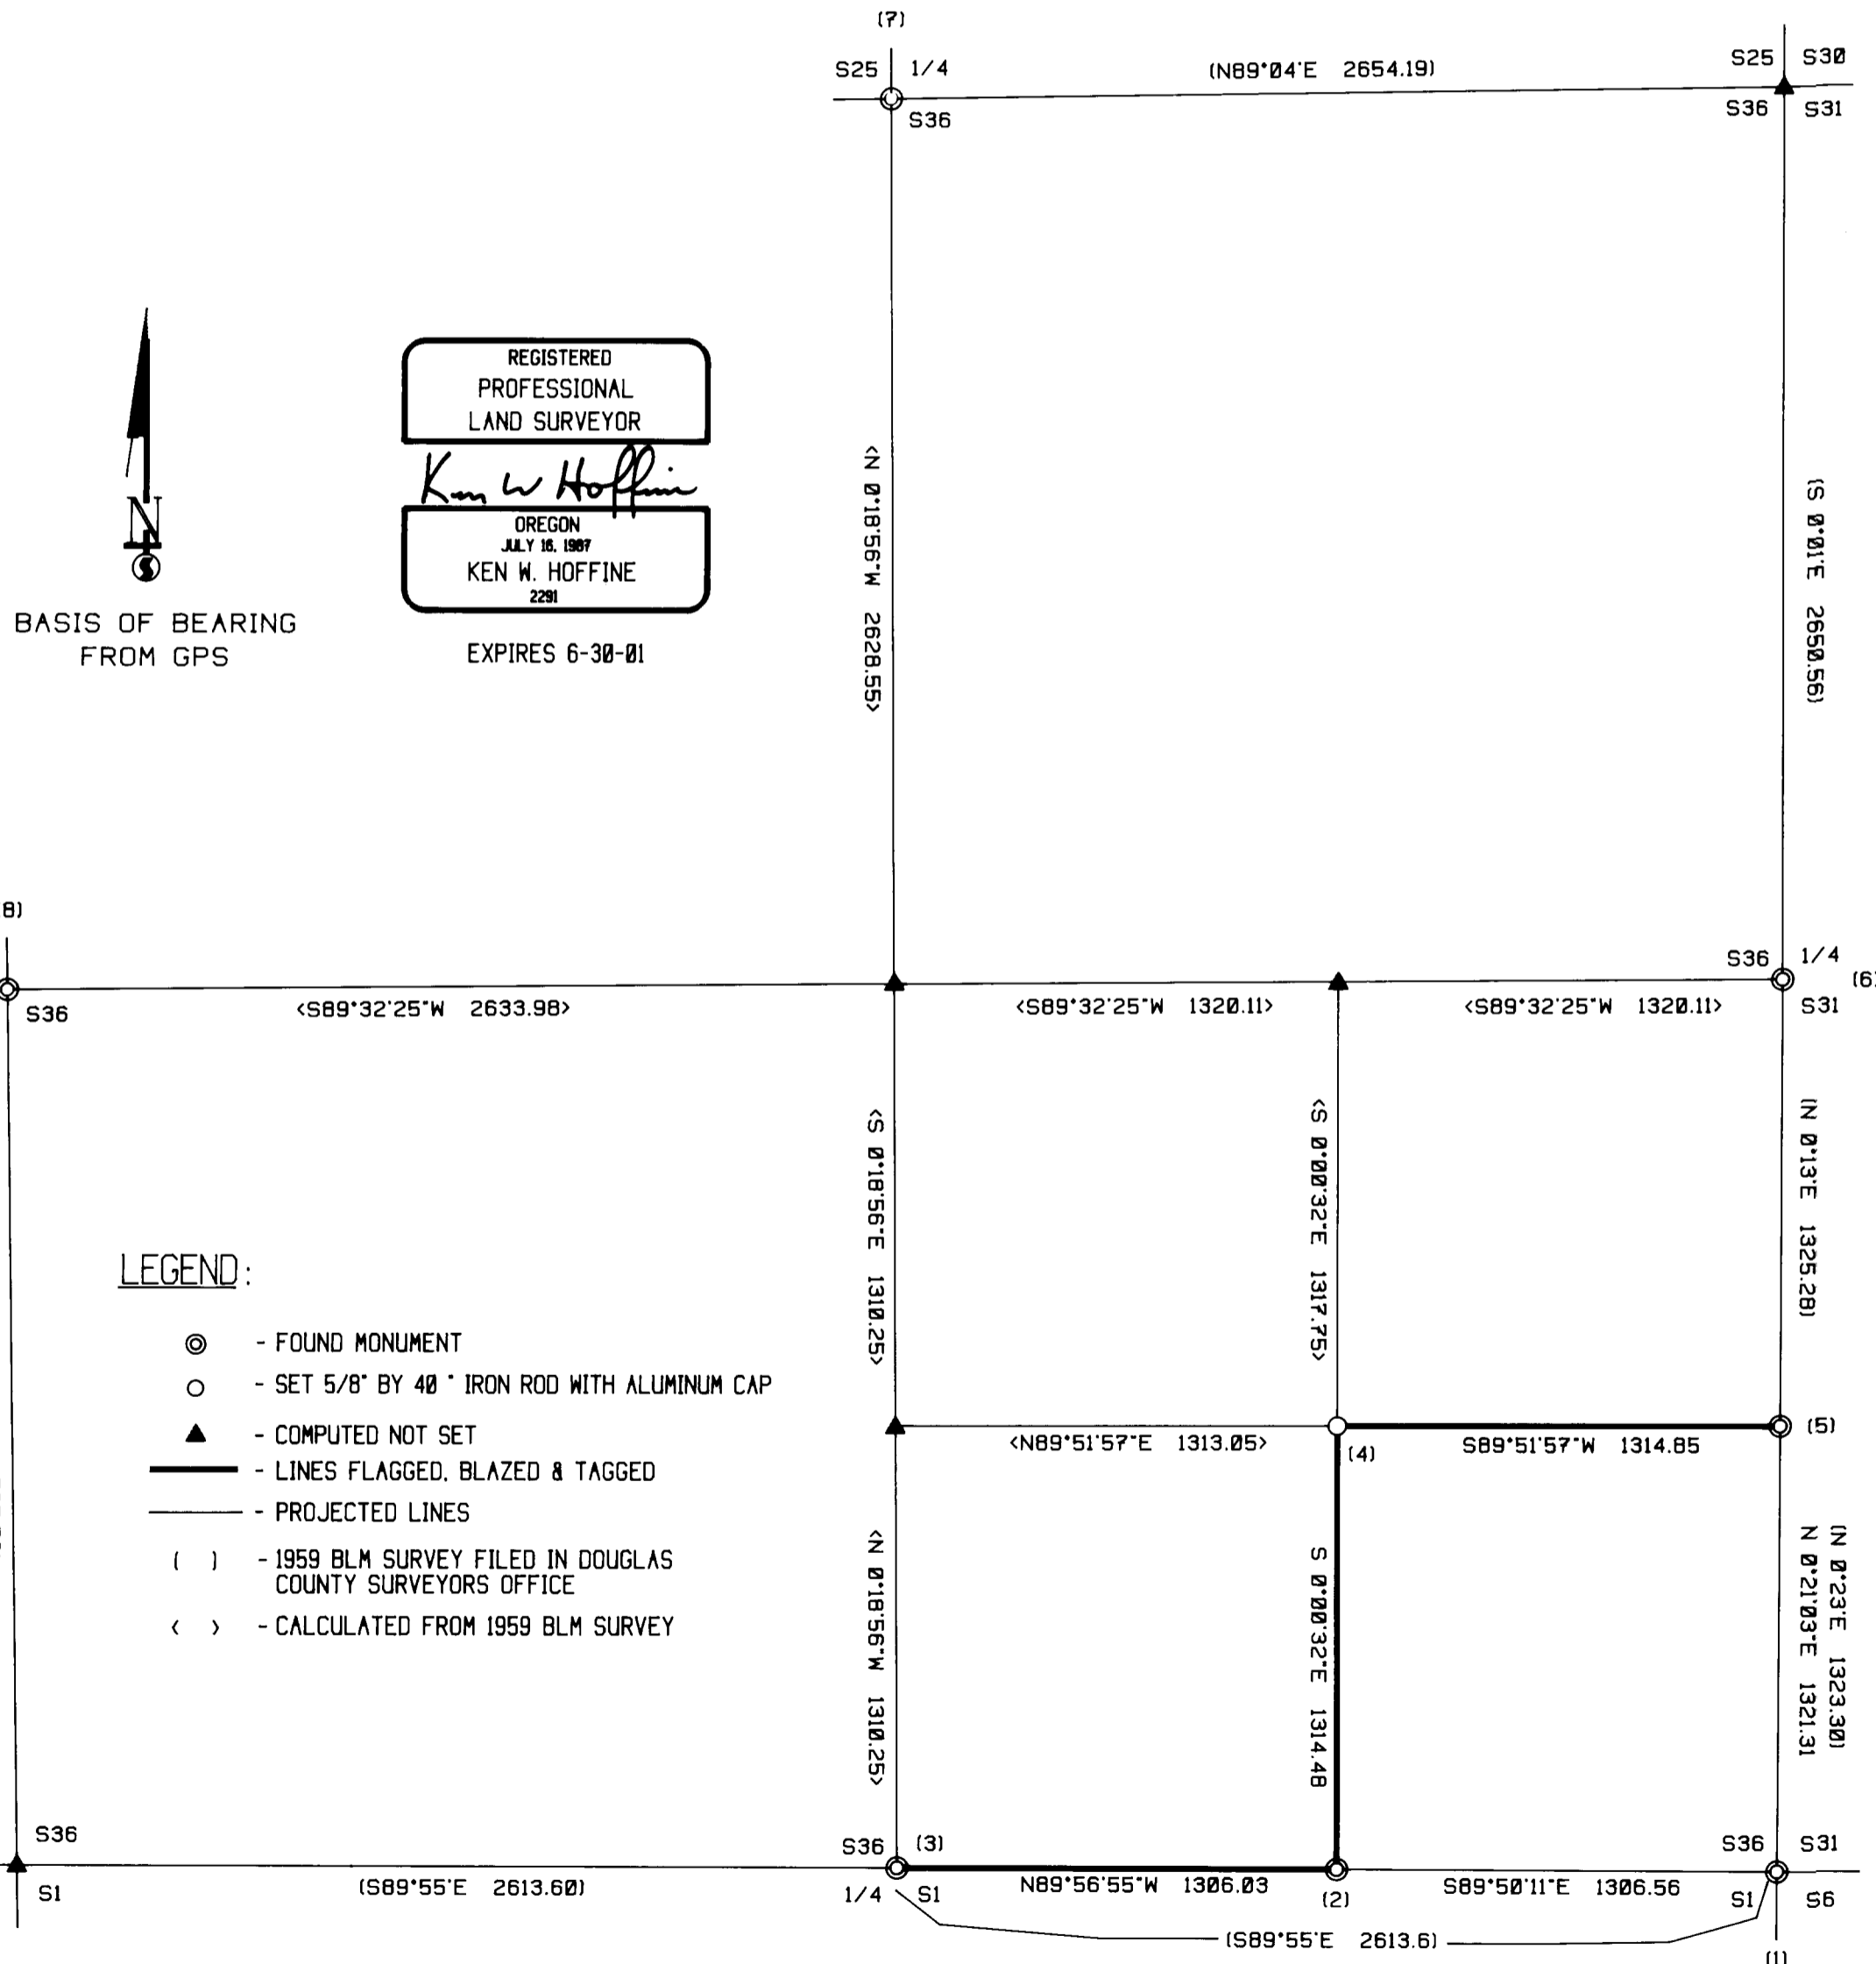 (7)
S25 1/4 (N89°04'E 2654.19) S25 S30
S36 S36 S31
REGISTERED
PROFESSIONAL
LAND SURVEYOR
Ken W Hoffine
OREGON
JULY 16, 1987
KEN W. HOFFINE
2291
EXPIRES 6-30-01
N
BASIS OF BEARING
FROM GPS
<N 0°18'56"W 2628.55>
(S 0°01'E 2650.56)
8)
S36 1/4
(6)
S36 <S89°32'25"W 2633.98> <S89°32'25"W 1320.11> <S89°32'25"W 1320.11> S31
<S 0°18'56"E 1310.25>
<S 0°00'32"E 1317.75>
(N 0°13'E 1325.28)
LEGEND:
- FOUND MONUMENT
- SET 5/8" BY 40 " IRON ROD WITH ALUMINUM CAP
- COMPUTED NOT SET
- LINES FLAGGED, BLAZED & TAGGED
- PROJECTED LINES
( ) - 1959 BLM SURVEY FILED IN DOUGLAS
COUNTY SURVEYORS OFFICE
< > - CALCULATED FROM 1959 BLM SURVEY
<N89°51'57"E 1313.05> (4) S89°51'57"W 1314.85 (5)
<N 0°18'56"W 1310.25>
S 0°00'32"E 1314.48
(N 0°23'E 1323.30)
N 0°21'03"E 1321.31
S36 S36 (3) S36 S31
S1 (S89°55'E 2613.60) 1/4 S1 N89°56'55"W 1306.03 (2) S89°50'11"E 1306.56 S1 S6
(S89°55'E 2613.6)
(1)